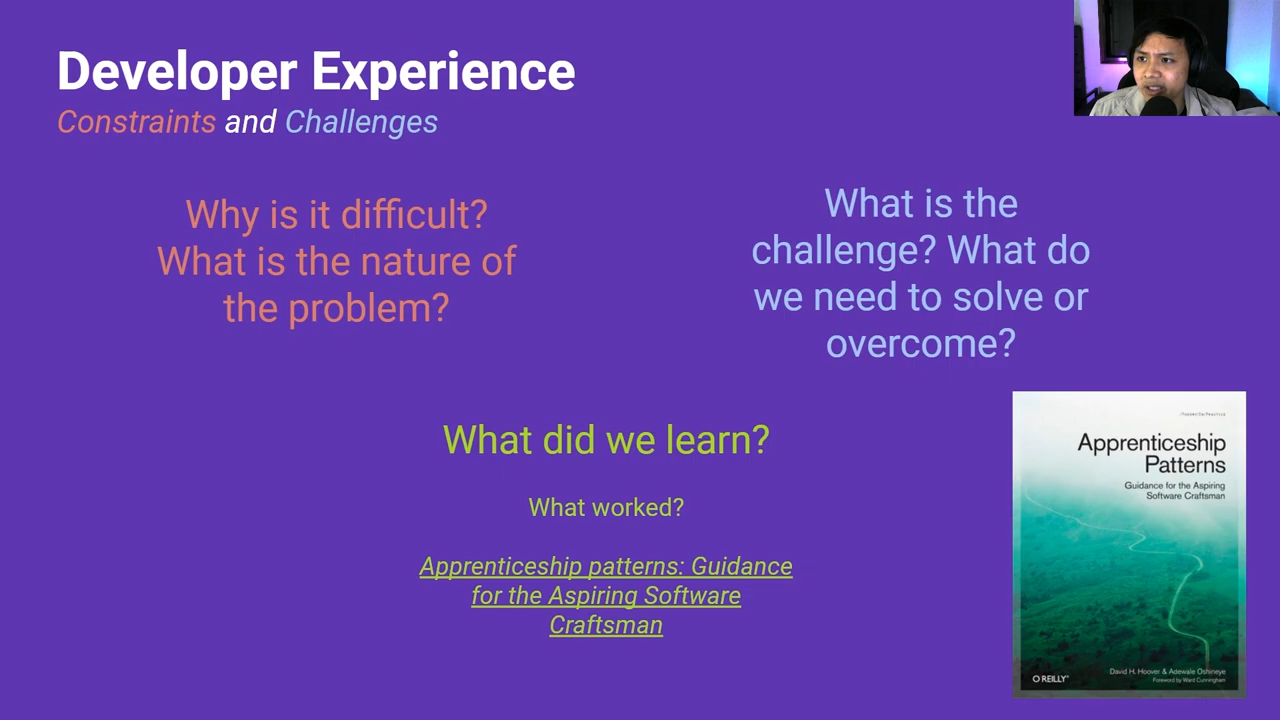 Developer Experience
Constraints and Challenges
Why is it difficult?
What is the nature of
the problem?
What is the
challenge? What do
we need to solve or
overcome?
What did we learn?
What worked?
Apprenticeship patterns: Guidance
for the Aspiring Software
Craftsman
Apprenticeship
Patterns
Guidance for the Aspiring
Software Craftsman
O'REILLY
David H. Hoover & Adewale Oshineye
Foreword by Ward Cunningham